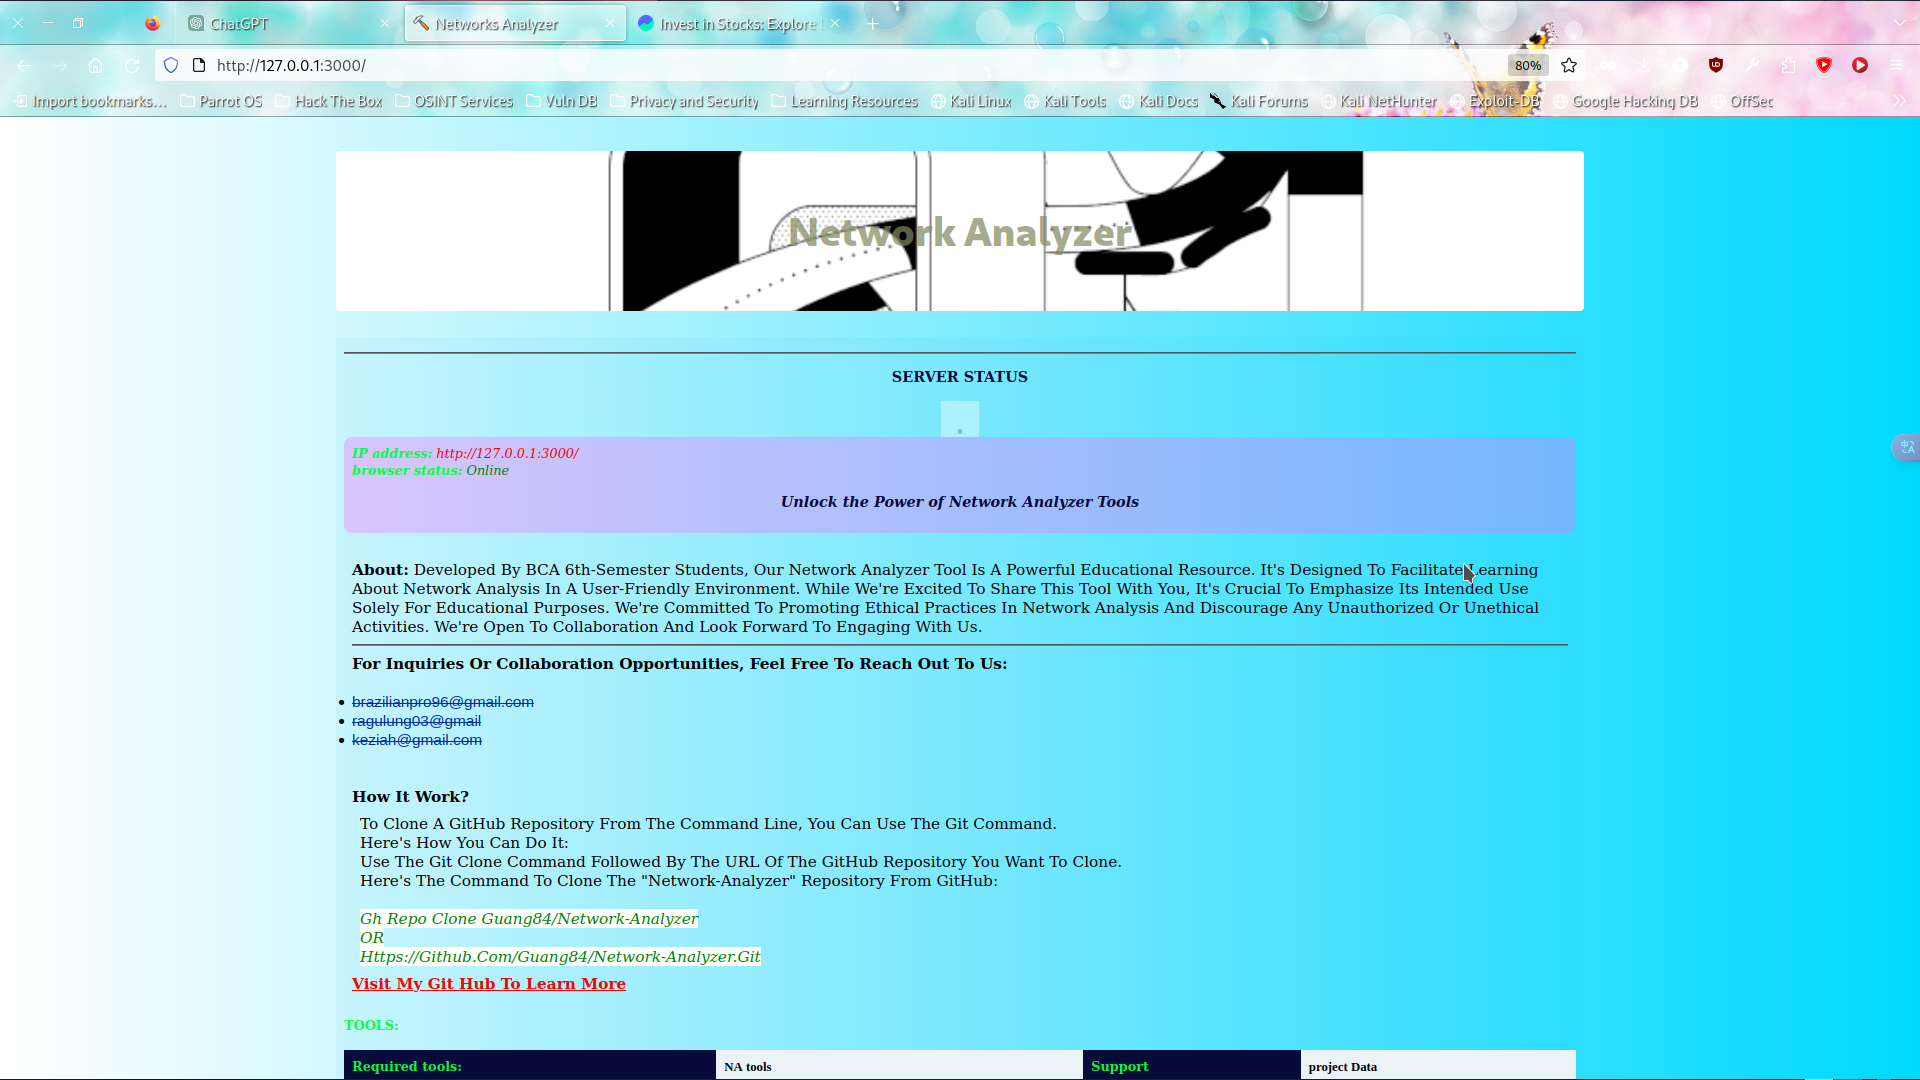 ChatGPT
Networks Analyzer
Invest in Stocks: Explore
http://127.0.0.1:3000/
80%
Import bookmarks...
Parrot OS
Hack The Box
OSINT Services
Vuln DB
Privacy and Security
Learning Resources
Kali Linux
Kali Tools
Kali Docs
Kali Forums
Kali NetHunter
Exploit-DB
Google Hacking DB
OffSec
Network Analyzer
SERVER STATUS
IP address: http://127.0.0.1:3000/
browser status: Online
Unlock the Power of Network Analyzer Tools
About: Developed By BCA 6th-Semester Students, Our Network Analyzer Tool Is A Powerful Educational Resource. It's Designed To Facilitate Learning
About Network Analysis In A User-Friendly Environment. While We're Excited To Share This Tool With You, It's Crucial To Emphasize Its Intended Use
Solely For Educational Purposes. We're Committed To Promoting Ethical Practices In Network Analysis And Discourage Any Unauthorized Or Unethical
Activities. We're Open To Collaboration And Look Forward To Engaging With Us.
For Inquiries Or Collaboration Opportunities, Feel Free To Reach Out To Us:
brazilianpro96@gmail.com
ragulung03@gmail
keziah@gmail.com
How It Work?
To Clone A GitHub Repository From The Command Line, You Can Use The Git Command.
Here's How You Can Do It:
Use The Git Clone Command Followed By The URL Of The GitHub Repository You Want To Clone.
Here's The Command To Clone The "Network-Analyzer" Repository From GitHub:
Gh Repo Clone Guang84/Network-Analyzer
OR
Https://Github.Com/Guang84/Network-Analyzer.Git
Visit My Git Hub To Learn More
TOOLS:
Required tools:
NA tools
Support
project Data